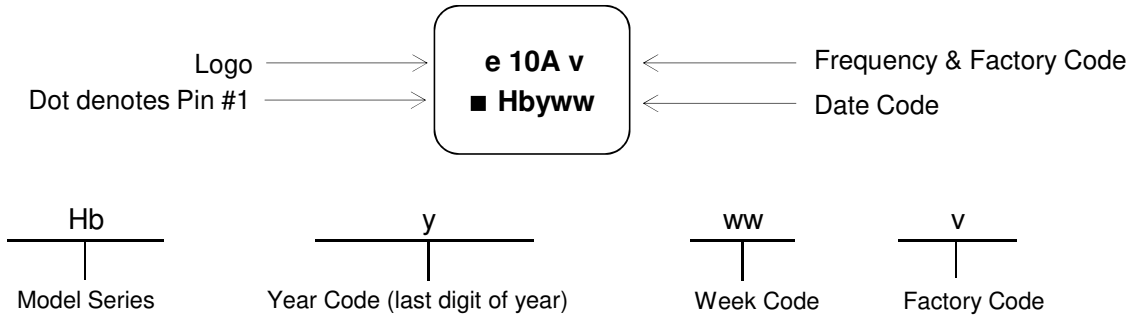 Logo
e 10A v
Frequency & Factory Code
Dot denotes Pin #1
■ Hbyww
Date Code
Hb
y
ww
v
Model Series
Year Code (last digit of year)
Week Code
Factory Code